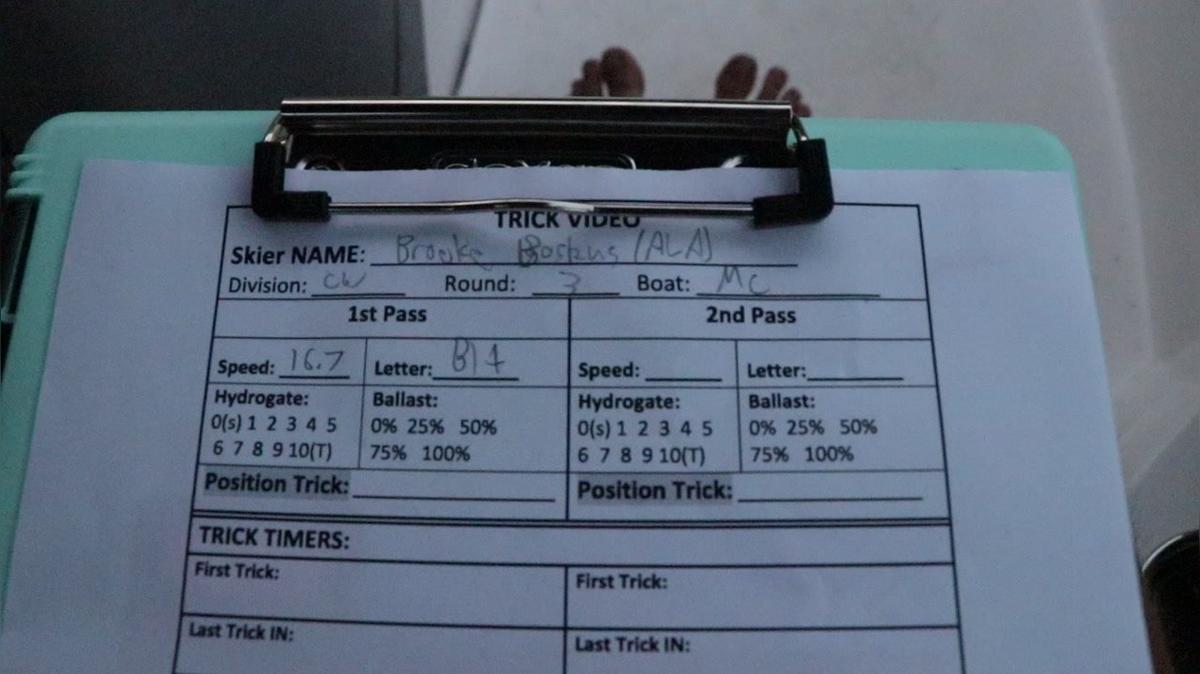 TRICK VIDEO
Skier NAME: Brooke (ALA)
Division: CW Round: 3 Boat: MC
1st Pass 2nd Pass
Speed: 16.7 Letter: Speed: Letter:
Hydrogate: Ballast: Hydrogate: Ballast:
0(s) 1 2 3 4 5 0% 25% 50% 0(s) 1 2 3 4 5 0% 25% 50%
6 7 8 9 10(T) 75% 100% 6 7 8 9 10(T) 75% 100%
Position Trick: Position Trick:
TRICK TIMERS:
First Trick: First Trick:
Last Trick IN: Last Trick IN: